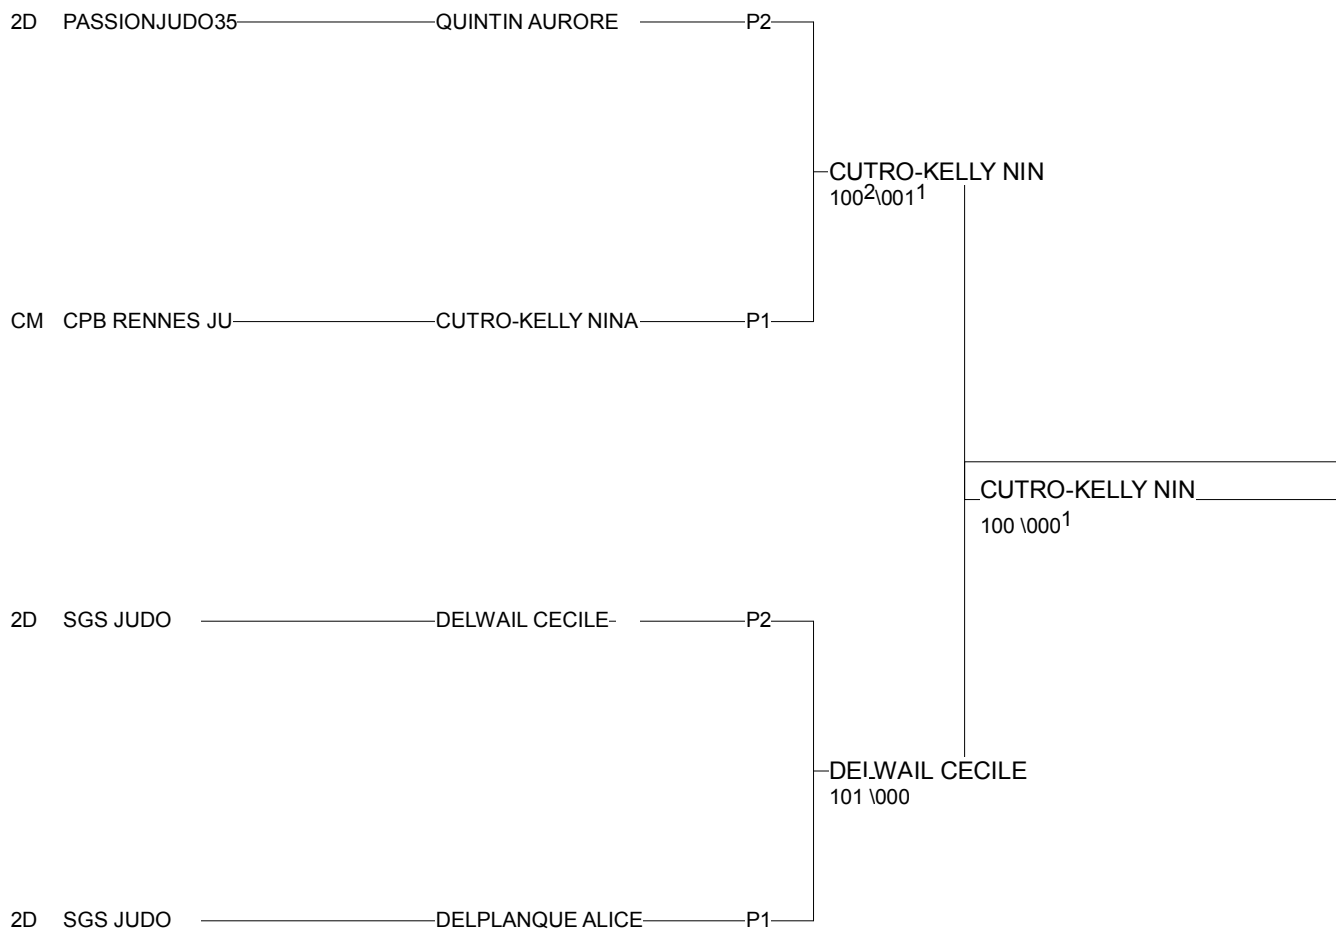 2D PASSIONJUDO35 QUINTIN AURORE P2
CUTRO-KELLY NIN
100²\001¹
CM CPB RENNES JU CUTRO-KELLY NINA P1
CUTRO-KELLY NIN
100 \000¹
2D SGS JUDO DELWAIL CECILE P2
DELWAIL CECILE
101 \000
2D SGS JUDO DELPLANQUE ALICE P1